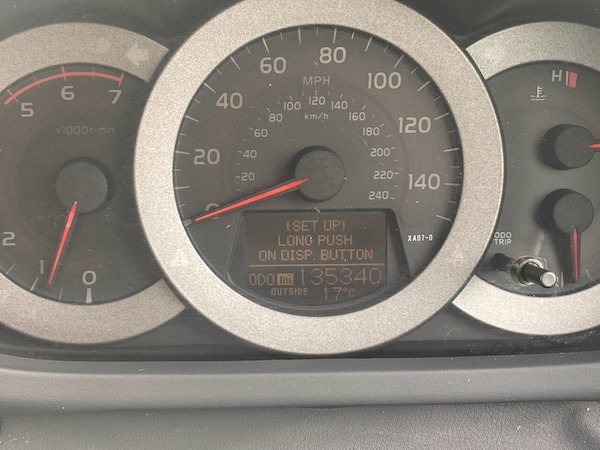 5 6 7
x1000r/min
2
1 0
0 20 40 60 80 100 120 140
MPH
20 40 60 80 100 120 140 160 180 200 220 240
km/h
XA07-D
(SET UP)
LONG PUSH
ON DISP. BUTTON
ODO mi 135340
OUTSIDE 17°C
H
ODO
TRIP